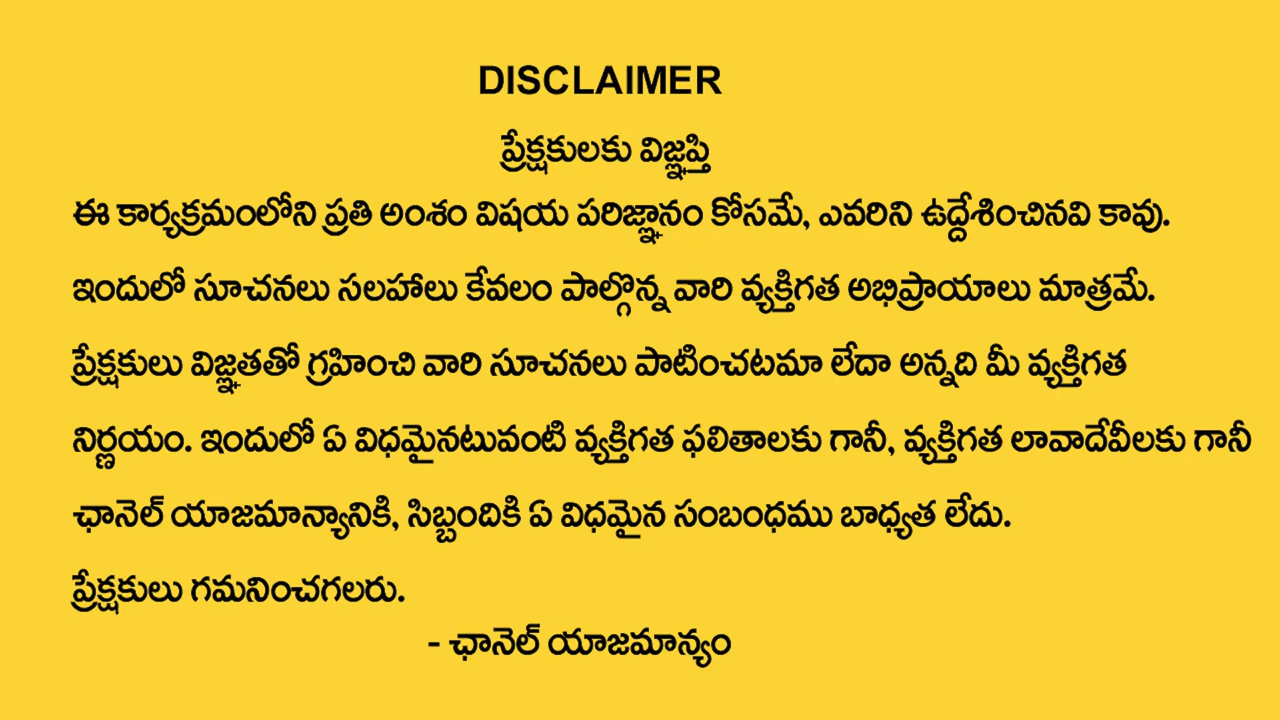 DISCLAIMER
ప్రేక్షకులకు విజ్ఞప్తి
ఈ కార్యక్రమంలోని ప్రతి అంశం విషయ పరిజ్ఞానం కోసమే, ఎవరిని ఉద్దేశించినవి కావు.
ఇందులో సూచనలు సలహాలు కేవలం పాల్గొన్న వారి వ్యక్తిగత అభిప్రాయాలు మాత్రమే.
ప్రేక్షకులు విజ్ఞతతో గ్రహించి వారి సూచనలు పాటించటమా లేదా అన్నది మీ వ్యక్తిగత
నిర్ణయం. ఇందులో ఏ విధమైనటువంటి వ్యక్తిగత ఫలితాలకు గానీ, వ్యక్తిగత లావాదేవీలకు గానీ
ఛానెల్ యాజమాన్యానికి, సిబ్బందికి ఏ విధమైన సంబంధము బాధ్యత లేదు.
ప్రేక్షకులు గమనించగలరు.
- ఛానెల్ యాజమాన్యం